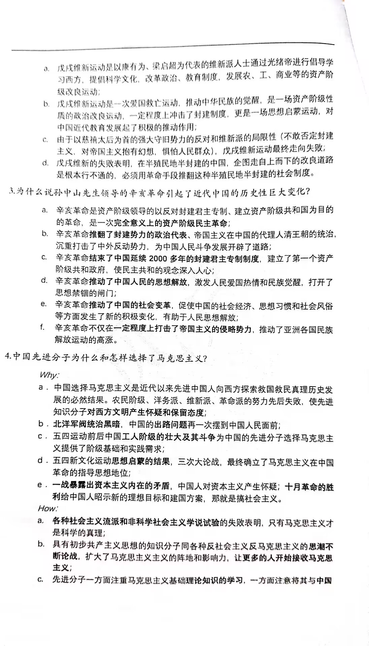 a. 戊戌维新运动是以康有为、梁启超为代表的维新派人士通过光绪帝进行倡导学
习西方，提倡科学文化，改革政治、教育制度，发展农、工、商业等的资产阶
级改良运动；
b. 戊戌维新运动是一次爱国救亡运动，推动中华民族的觉醒，是一场资产阶级性
质的政治改良运动，一定程度上冲击了封建制度，更是一场思想启蒙运动，对
中国近代教育发展起了积极的推动作用；
c. 由于以慈禧太后为首的强大守旧势力的反对和维新派的局限性（不敢否定封建
主义，对帝国主义抱有幻想，惧怕人民群众），戊戌维新运动最终走向失败；
d. 戊戌维新的失败表明，在半殖民地半封建的中国，企图走自上而下的改良道路
是根本行不通的，必须用革命手段推翻这种半殖民地半封建的社会制度。
3.为什么说孙中山先生领导的辛亥革命引起了近代中国的历史性巨大变化？
a. 辛亥革命是资产阶级领导的以反对封建君主专制、建立资产阶级共和国为目的
的革命，是一次完全意义上的资产阶级民主革命；
b. 辛亥革命推翻了封建势力的政治代表、帝国主义在中国的代理人清王朝的统治，
沉重打击了中外反动势力，为中国人民斗争发展开辟了道路；
c. 辛亥革命结束了中国延续 2000 多年的封建君主专制制度，建立了第一个资产
阶级共和政府，使民主共和的观念深入人心；
d. 辛亥革命推动了中国人民的思想解放，激发人民爱国热情和民族觉醒，打开了
思想禁锢的闸门；
e. 辛亥革命推动了中国的社会变革，促使中国的社会经济、思想习惯和社会风俗
等方面发生了新的积极变化，有助于人民思想解放；
f. 辛亥革命不仅在一定程度上打击了帝国主义的侵略势力，推动了亚洲各国民族
解放运动的高涨。
4.中国先进分子为什么和怎样选择了马克思主义？
Why:
a. 中国选择马克思主义是近代以来先进中国人向西方探索救国救民真理历史发
展的必然结果。农民阶级、洋务派、维新派、革命派的努力先后失败，使先进
知识分子对西方文明产生怀疑和保留态度；
b. 北洋军阀统治黑暗，中国的出路问题再一次摆到中国人民面前；
c. 五四运动前后中国工人阶级的壮大及其斗争为中国的先进分子选择马克思主
义提供了阶级基础和实践需求；
d. 五四新文化运动思想启蒙的结果，三次大论战，最终确立了马克思主义在中国
革命的指导思想地位；
e. 一战暴露出资本主义内在的矛盾，中国人对资本主义产生怀疑；十月革命的胜
利给中国人昭示新的理想目标和建国方案，那就是搞社会主义。
How:
a. 各种社会主义流派和非科学社会主义学说试验的失败表明，只有马克思主义才
是科学的真理；
b. 具有初步共产主义思想的知识分子同各种反社会主义反马克思主义的思潮不
断论战，扩大了马克思主义主义的阵地和影响力，让更多的人开始接收马克思
主义；
c. 先进分子一方面注重马克思主义基础理论知识的学习，一方面注意将其与中国